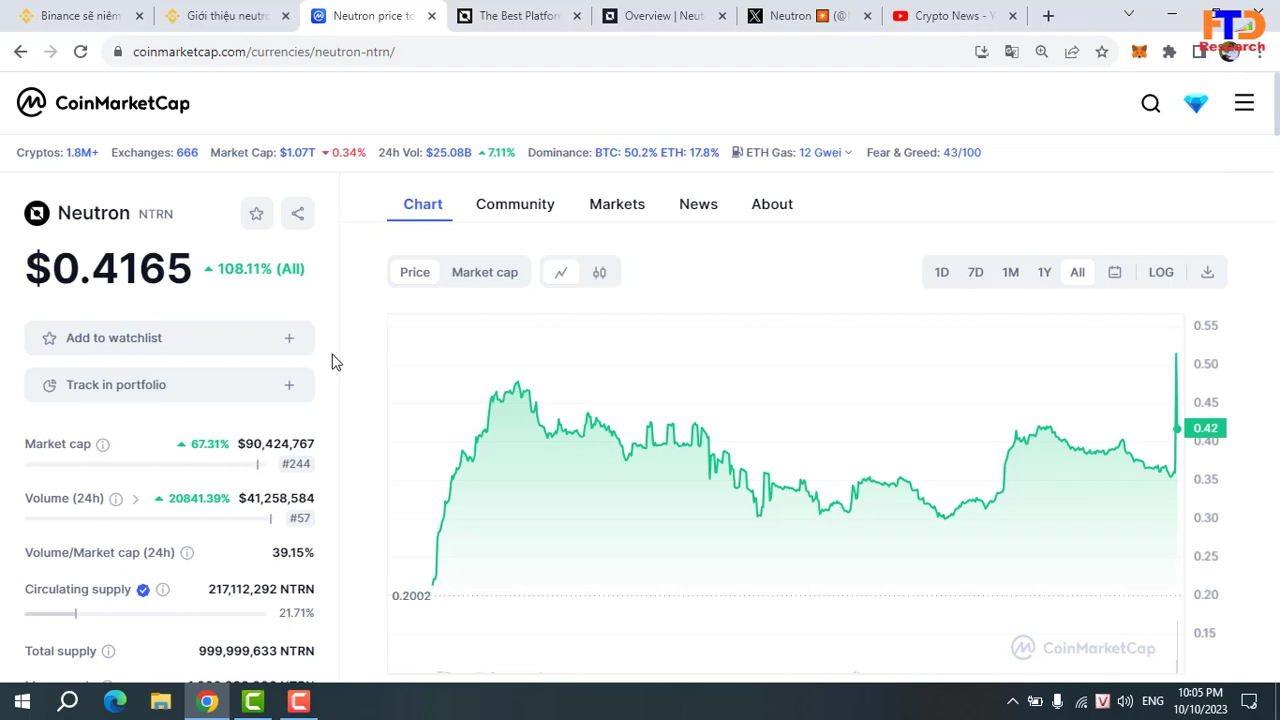 Binance sẽ niêm
Giới thiệu neutro
Neutron price to
The Best Platform
Overview | Neut
Neutron
Crypto News - Y
FTD
Research
coinmarketcap.com/currencies/neutron-ntrn/
CoinMarketCap
Cryptos: 1.8M+ Exchanges: 666 Market Cap: $1.07T 0.34% 24h Vol: $25.08B 7.11% Dominance: BTC: 50.2% ETH: 17.8% ETH Gas: 12 Gwei Fear & Greed: 43/100
Neutron NTRN
$0.4165 108.11% (All)
Add to watchlist +
Track in portfolio +
Market cap 67.31% $90,424,767
#244
Volume (24h) 20841.39% $41,258,584
#57
Volume/Market cap (24h) 39.15%
Circulating supply 217,112,292 NTRN
21.71%
Total supply 999,999,633 NTRN
Chart Community Markets News About
Price Market cap
1D 7D 1M 1Y All LOG
0.55
0.50
0.45
0.42
0.40
0.35
0.30
0.25
0.20
0.15
0.2002
CoinMarketCap
ENG
10:05 PM
10/10/2023